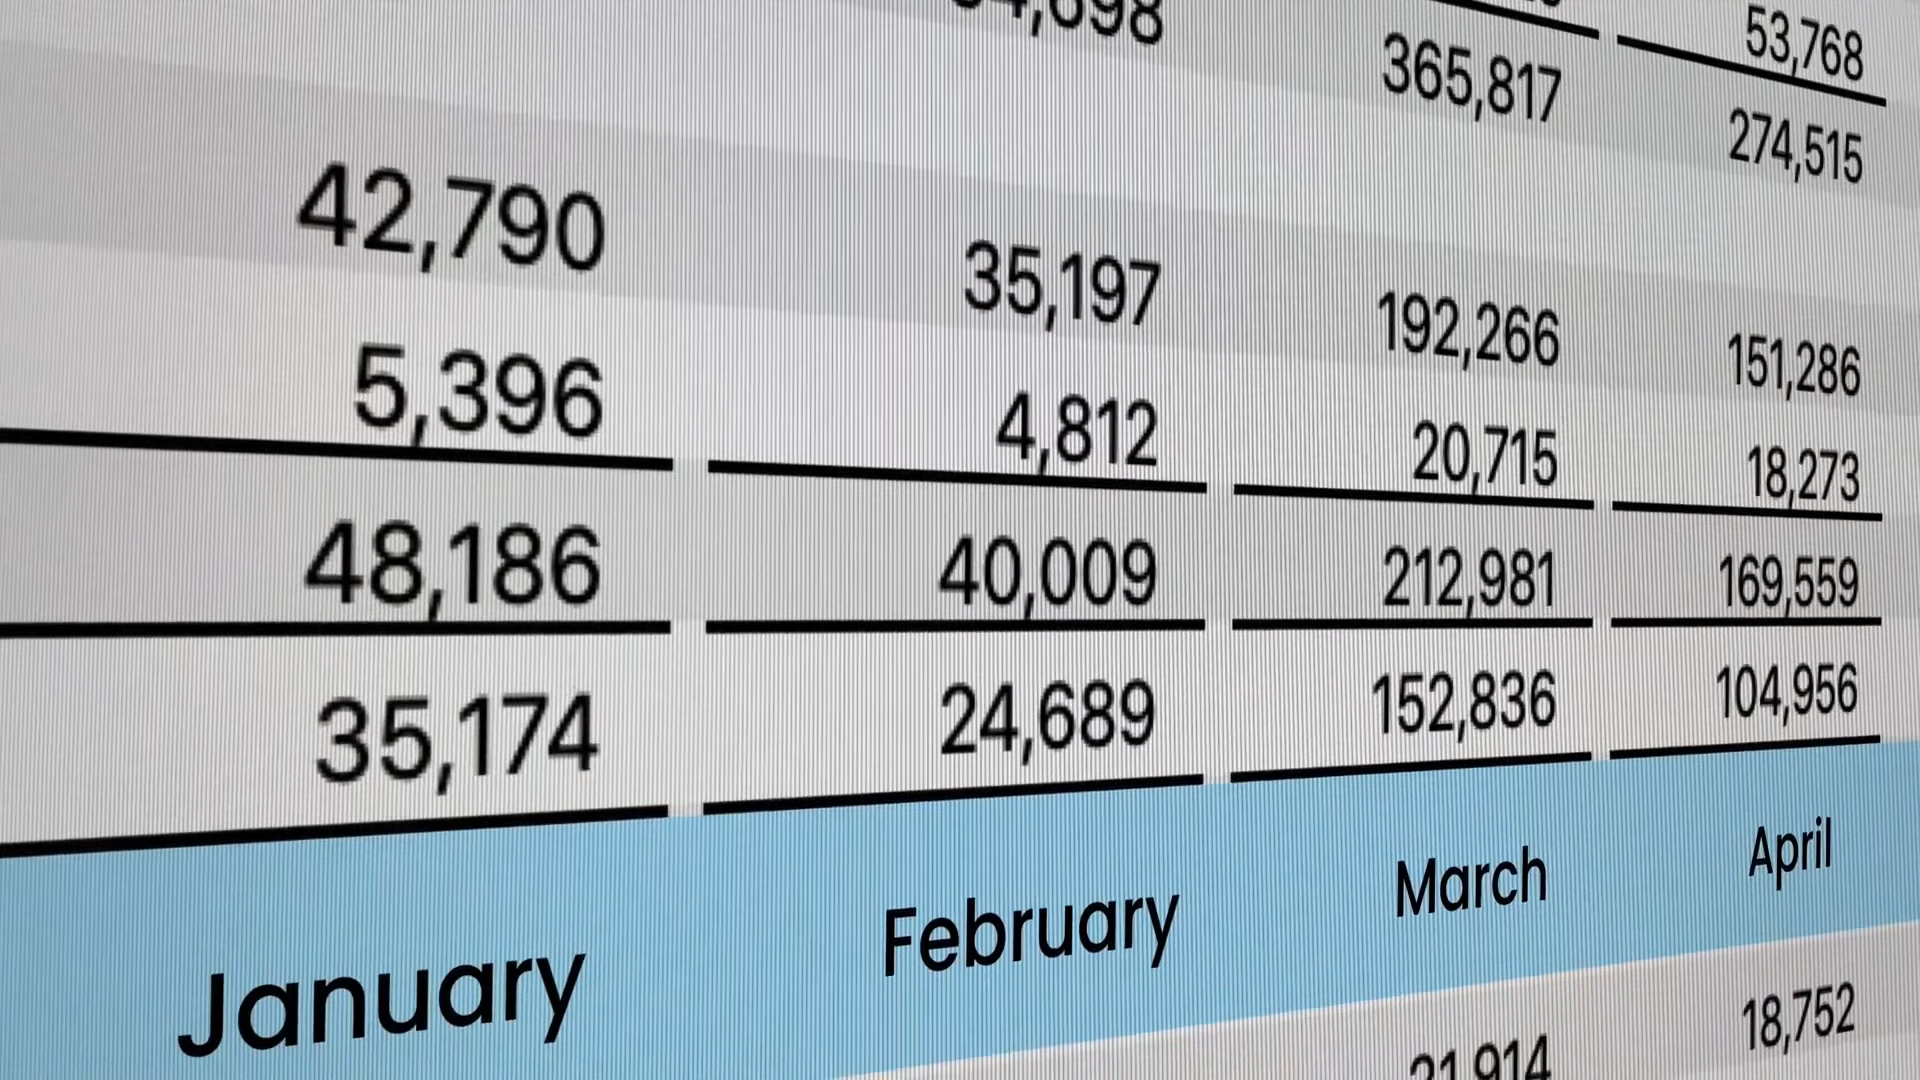 53,768
365,817 274,515
42,790 35,197 192,266 151,286
5,396 4,812 20,715 18,273
48,186 40,009 212,981 169,559
35,174 24,689 152,836 104,956
January February March April
18,752